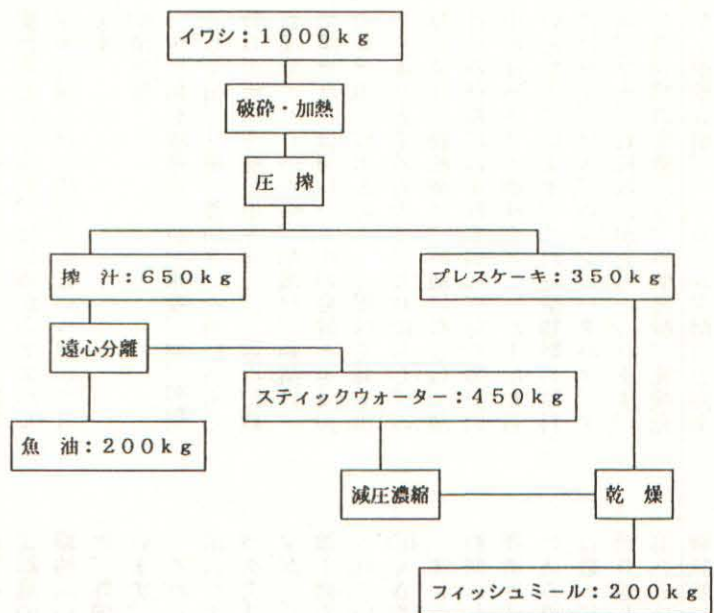 イワシ：１０００ｋｇ
破砕・加熱
圧　搾
搾　汁：６５０ｋｇ
プレスケーキ：３５０ｋｇ
遠心分離
スティックウォーター：４５０ｋｇ
魚　油：２００ｋｇ
減圧濃縮
乾　燥
フィッシュミール：２００ｋｇ